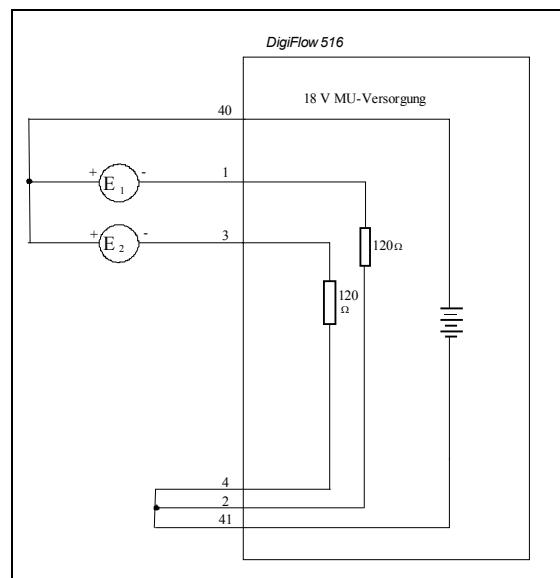 DigiFlow 516
18 V MU-Versorgung
40
+ E 1 -
1
120Ω
+ E 2 -
3
120
Ω
4
2
41